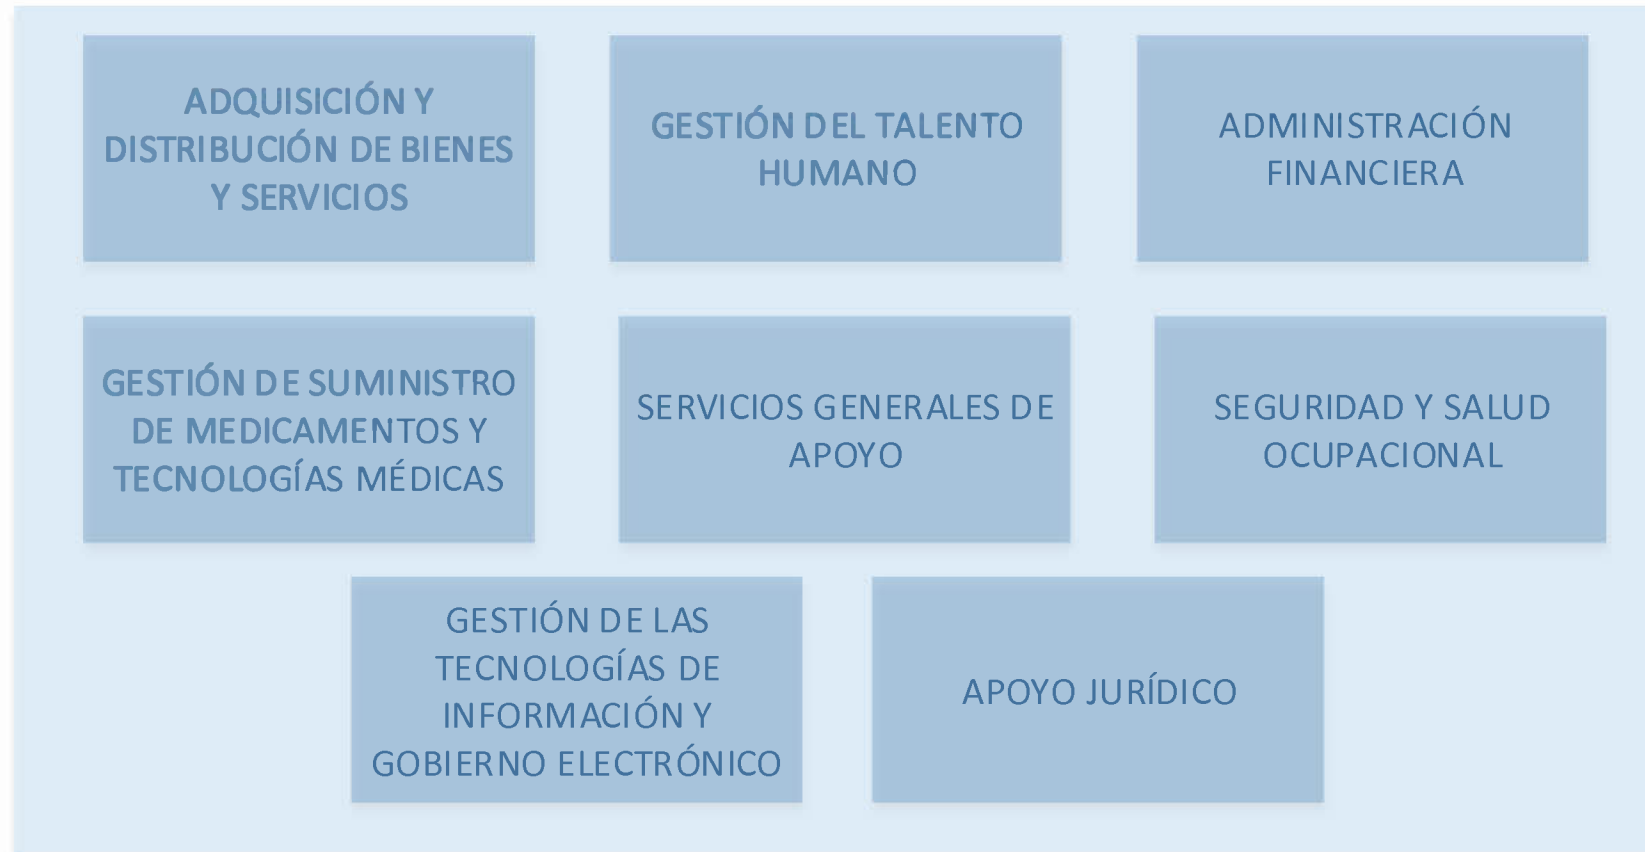 ADQUISICIÓN Y
DISTRIBUCIÓN DE BIENES
Y SERVICIOS
GESTIÓN DEL TALENTO
HUMANO
ADMINISTRACIÓN
FINANCIERA
GESTIÓN DE SUMINISTRO
DE MEDICAMENTOS Y
TECNOLOGÍAS MÉDICAS
SERVICIOS GENERALES DE
APOYO
SEGURIDAD Y SALUD
OCUPACIONAL
GESTIÓN DE LAS
TECNOLOGÍAS DE
INFORMACIÓN Y
GOBIERNO ELECTRÓNICO
APOYO JURÍDICO